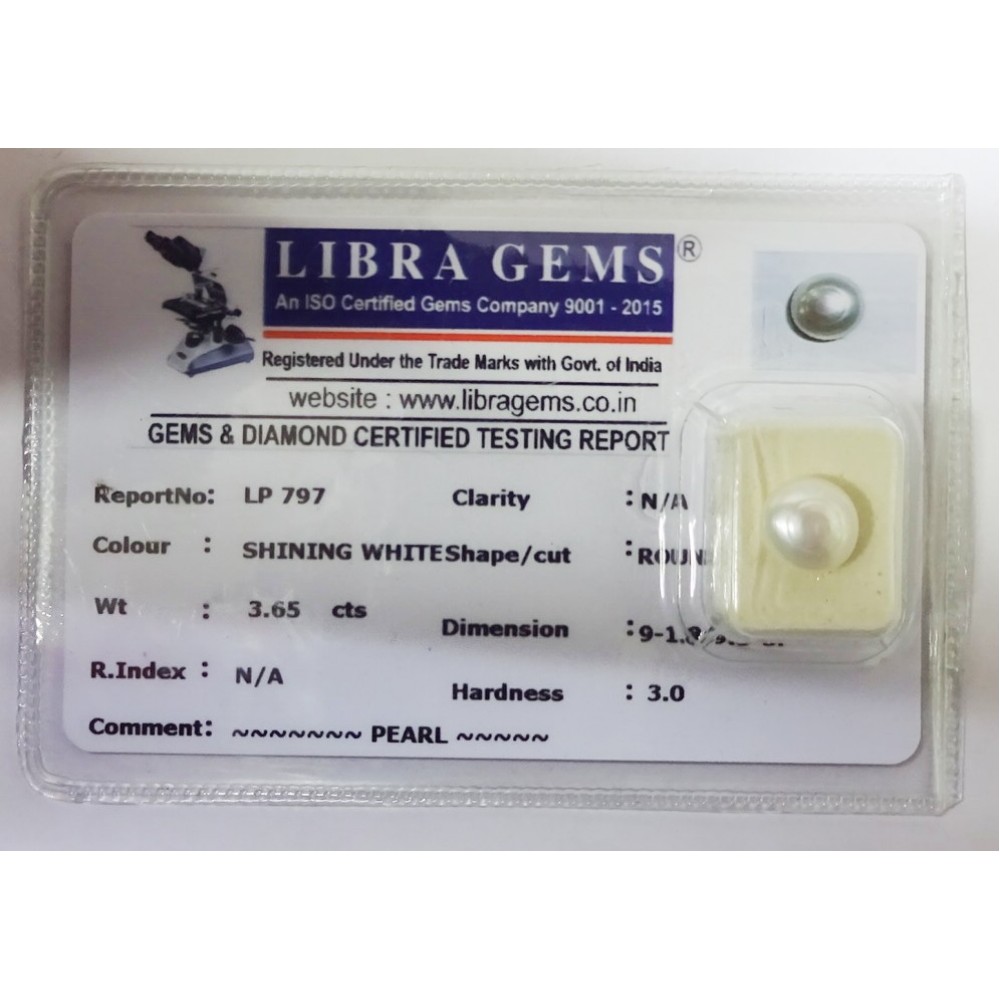 LIBRA GEMS ®
An ISO Certified Gems Company 9001 - 2015
Registered Under the Trade Marks with Govt. of India
website : www.libragems.co.in
GEMS & DIAMOND CERTIFIED TESTING REPORT
ReportNo: LP 797 Clarity : N/A
Colour : SHINING WHITE Shape/cut :
Wt : 3.65 cts Dimension :
R.Index : N/A Hardness : 3.0
Comment: ~~~~~~~ PEARL ~~~~~